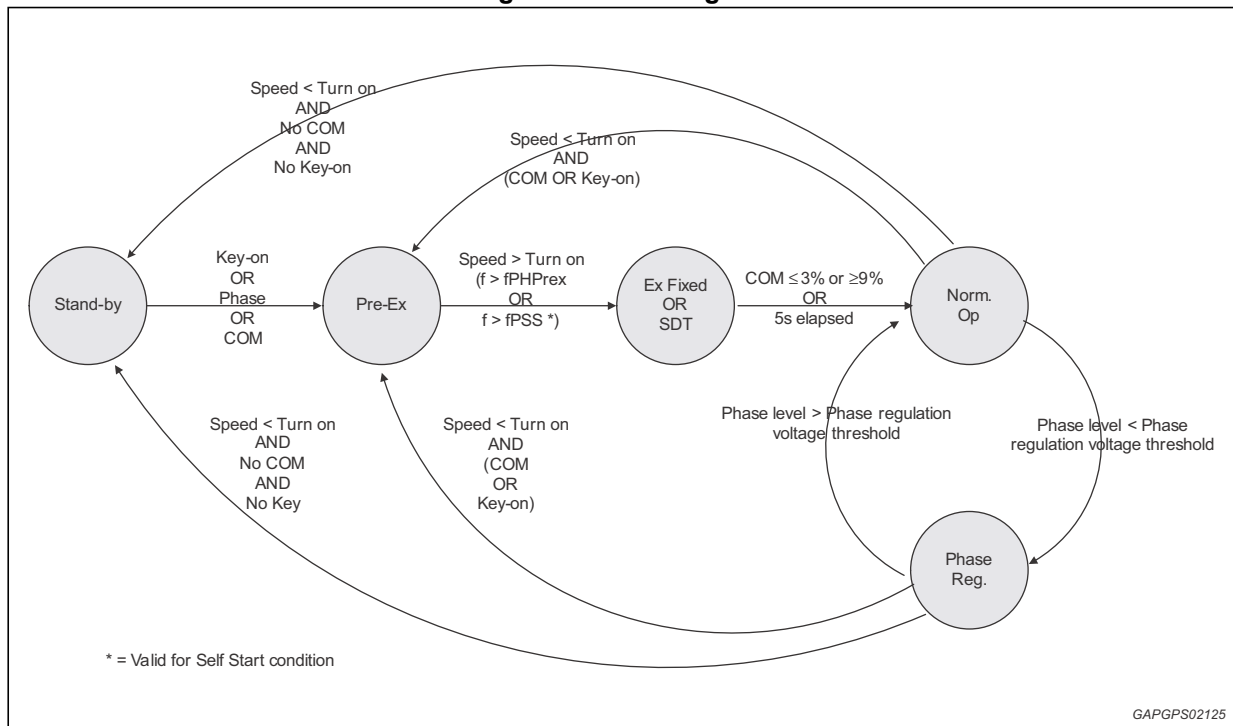 Speed < Turn on
AND
No COM
AND
No Key-on
Speed < Turn on
AND
(COM OR Key-on)
Stand-by
Key-on
OR
Phase
OR
COM
Pre-Ex
Speed > Turn on
(f > fPHPrex
OR
f > fPSS *)
Ex Fixed
OR
SDT
COM ≤ 3% or ≥9%
OR
5s elapsed
Norm.
Op
Speed < Turn on
AND
No COM
AND
No Key
Speed < Turn on
AND
(COM
OR
Key-on)
Phase level > Phase regulation
voltage threshold
Phase level < Phase
regulation voltage threshold
Phase
Reg.
* = Valid for Self Start condition
GAPGPS02125